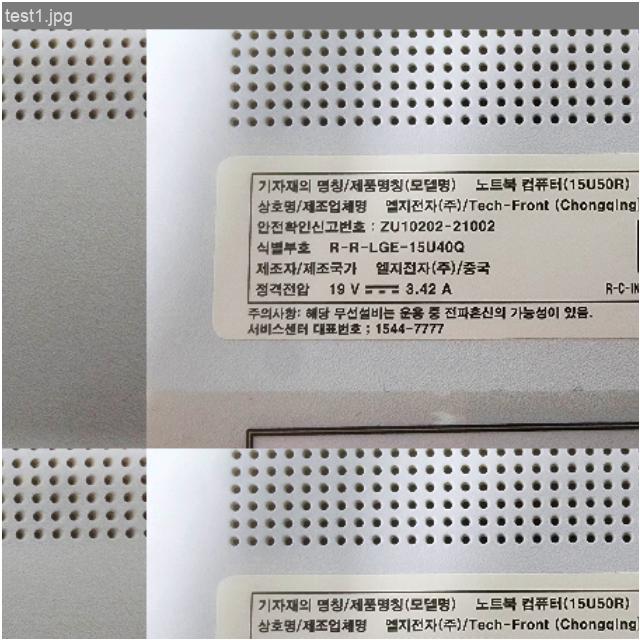 test1.jpg
기자재의 명칭/제품명칭(모델명) 노트북 컴퓨터(15U50R)
상호명/제조업체명 엘지전자(주)/Tech-Front (Chongqing)
안전확인신고번호 : ZU10202-21002
식별부호 R-R-LGE-15U40Q
제조자/제조국가 엘지전자(주)/중국
정격전압 19 V 3.42 A R-C-IN
주의사항: 해당 무선설비는 운용 중 전파혼신의 가능성이 있음.
서비스센터 대표번호 : 1544-7777
기자재의 명칭/제품명칭(모델명) 노트북 컴퓨터(15U50R)
상호명/제조업체명 엘지전자(주)/Tech-Front (Chongqing